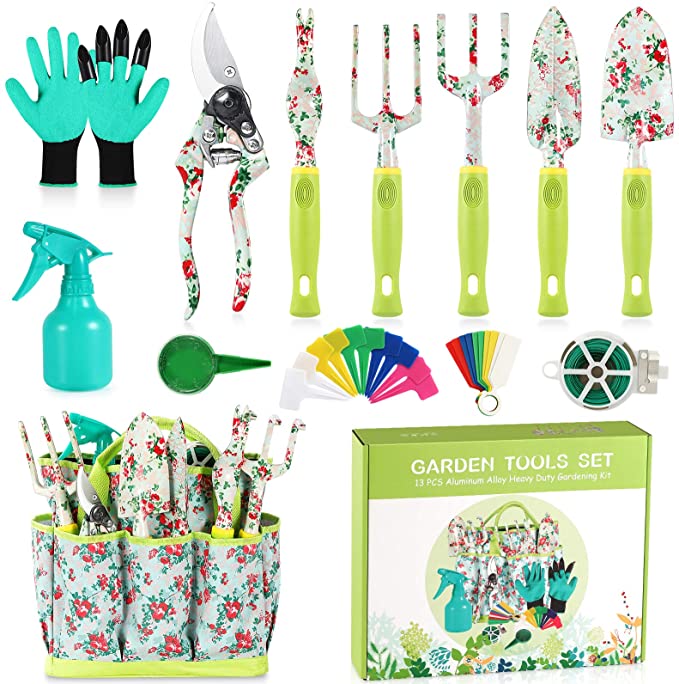 GARDEN TOOLS SET
13 PCS Aluminum Alloy Heavy Duty Gardening Kit